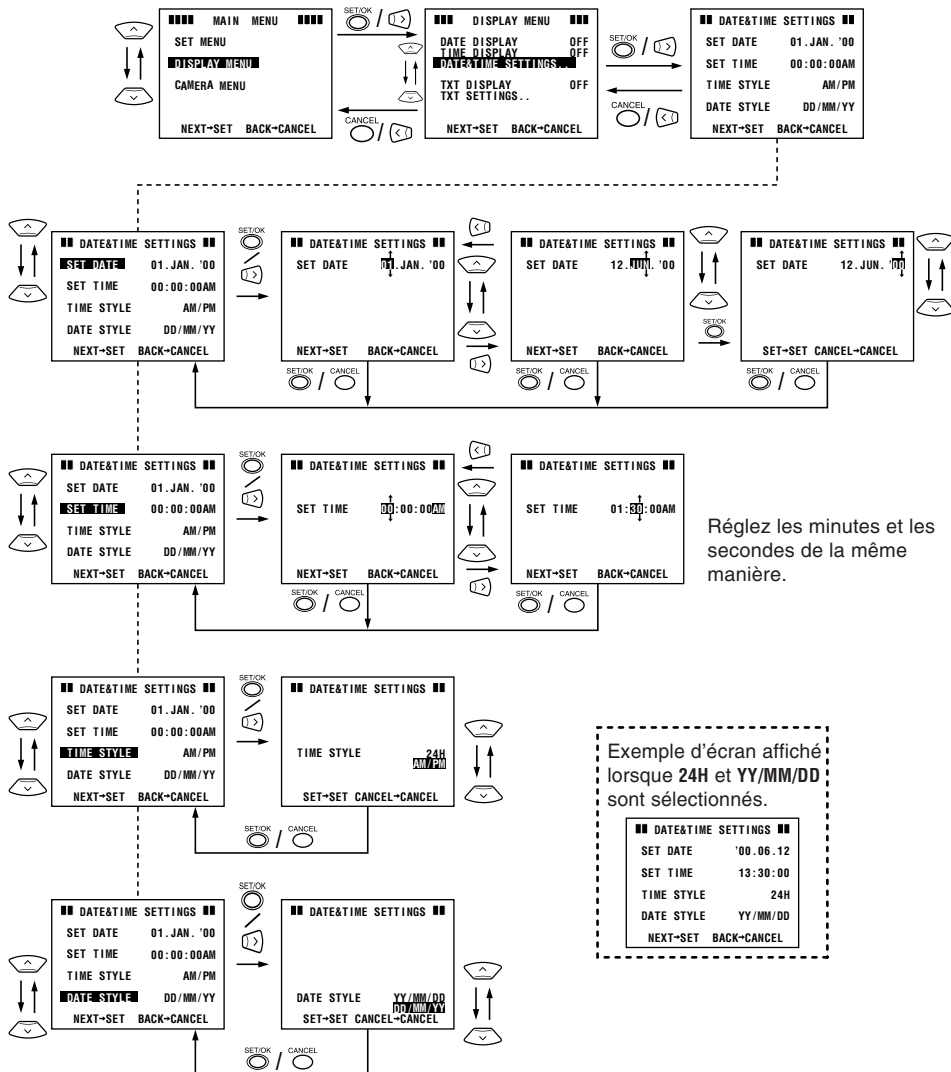 MAIN MENU
SET MENU
DISPLAY MENU
CAMERA MENU
NEXT→SET BACK→CANCEL
SET/OK
CANCEL
DISPLAY MENU
DATE DISPLAY OFF
TIME DISPLAY OFF
DATE&TIME SETTINGS..
TXT DISPLAY OFF
TXT SETTINGS..
NEXT→SET BACK→CANCEL
SET/OK
CANCEL
DATE&TIME SETTINGS
SET DATE 01.JAN.'00
SET TIME 00:00:00AM
TIME STYLE AM/PM
DATE STYLE DD/MM/YY
NEXT→SET BACK→CANCEL
DATE&TIME SETTINGS
SET DATE 01.JAN.'00
SET TIME 00:00:00AM
TIME STYLE AM/PM
DATE STYLE DD/MM/YY
NEXT→SET BACK→CANCEL
SET/OK
DATE&TIME SETTINGS
SET DATE 01.JAN.'00
NEXT→SET BACK→CANCEL
SET/OK / CANCEL
DATE&TIME SETTINGS
SET DATE 12.JUN.'00
NEXT→SET BACK→CANCEL
SET/OK / CANCEL
SET/OK
DATE&TIME SETTINGS
SET DATE 12.JUN.'00
SET→SET CANCEL→CANCEL
SET/OK / CANCEL
DATE&TIME SETTINGS
SET DATE 01.JAN.'00
SET TIME 00:00:00AM
TIME STYLE AM/PM
DATE STYLE DD/MM/YY
NEXT→SET BACK→CANCEL
SET/OK
DATE&TIME SETTINGS
SET TIME 00:00:00AM
NEXT→SET BACK→CANCEL
SET/OK / CANCEL
DATE&TIME SETTINGS
SET TIME 01:30:00AM
NEXT→SET BACK→CANCEL
SET/OK / CANCEL
Réglez les minutes et les
secondes de la même
manière.
DATE&TIME SETTINGS
SET DATE 01.JAN.'00
SET TIME 00:00:00AM
TIME STYLE AM/PM
DATE STYLE DD/MM/YY
NEXT→SET BACK→CANCEL
SET/OK
DATE&TIME SETTINGS
TIME STYLE 24H
AM/PM
SET→SET CANCEL→CANCEL
SET/OK / CANCEL
Exemple d'écran affiché
lorsque 24H et YY/MM/DD
sont sélectionnés.
DATE&TIME SETTINGS
SET DATE '00.06.12
SET TIME 13:30:00
TIME STYLE 24H
DATE STYLE YY/MM/DD
NEXT→SET BACK→CANCEL
DATE&TIME SETTINGS
SET DATE 01.JAN.'00
SET TIME 00:00:00AM
TIME STYLE AM/PM
DATE STYLE DD/MM/YY
NEXT→SET BACK→CANCEL
SET/OK
DATE&TIME SETTINGS
DATE STYLE YY/MM/DD
DD/MM/YY
SET→SET CANCEL→CANCEL
SET/OK / CANCEL